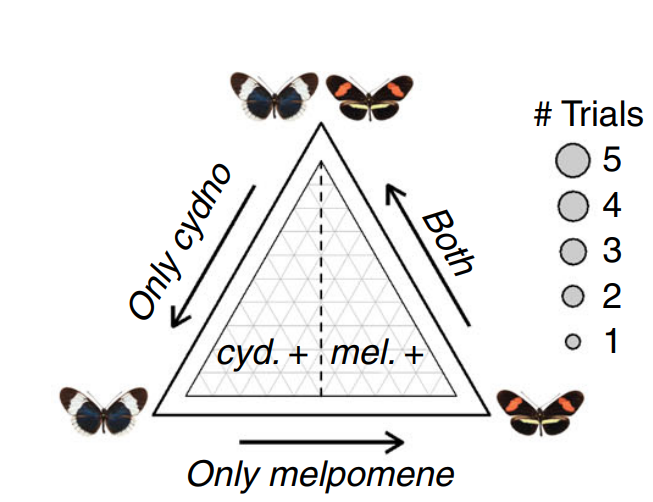 # Trials
5
4
3
2
1
Only cydno
Both
cyd. + mel. +
Only melpomene